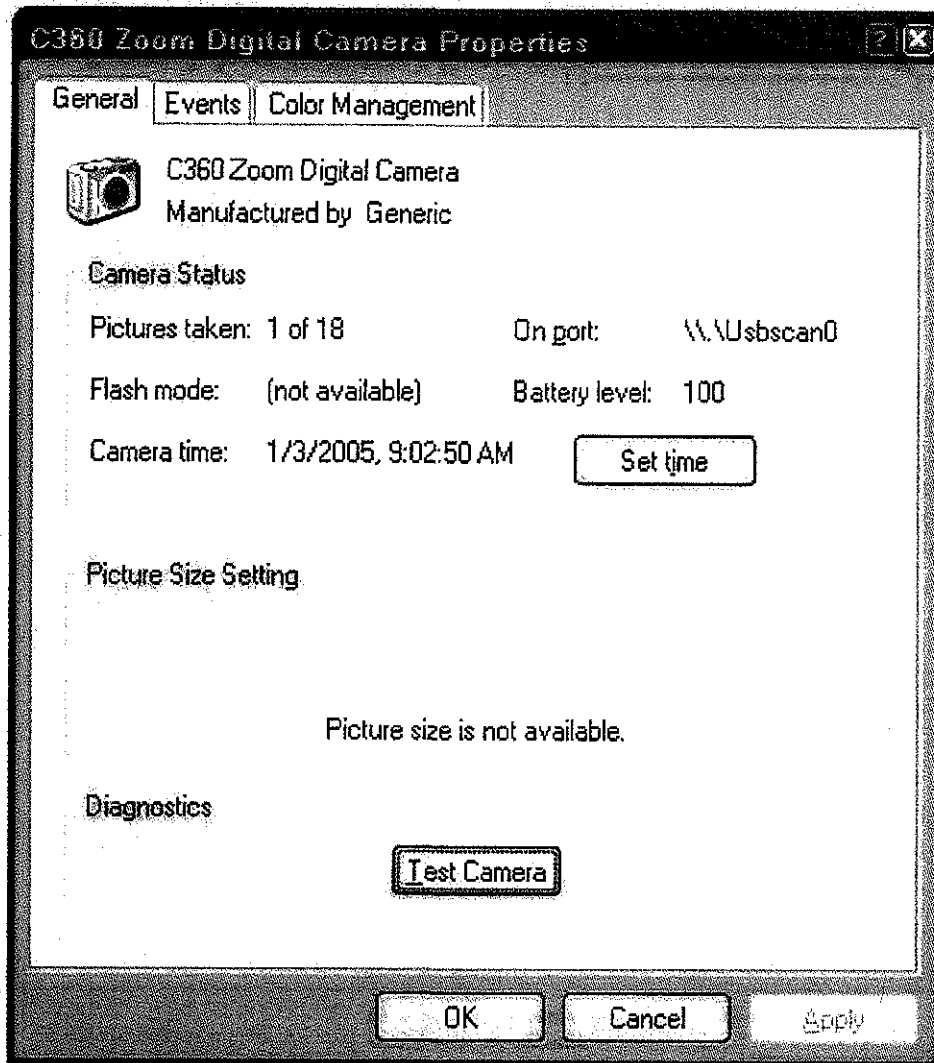 C360 Zoom Digital Camera Properties
General Events Color Management
C360 Zoom Digital Camera
Manufactured by Generic
Camera Status
Pictures taken: 1 of 18 On port: \\.\Usbscan0
Flash mode: (not available) Battery level: 100
Camera time: 1/3/2005, 9:02:50 AM Set time
Picture Size Setting
Picture size is not available.
Diagnostics
Test Camera
OK Cancel Apply